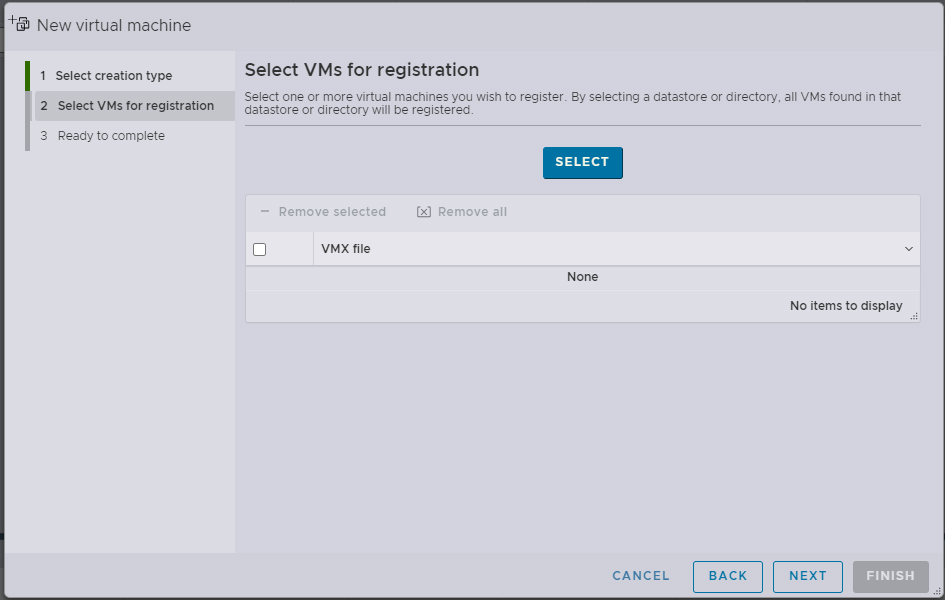 New virtual machine
1 Select creation type
2 Select VMs for registration
3 Ready to complete
Select VMs for registration
Select one or more virtual machines you wish to register. By selecting a datastore or directory, all VMs found in that
datastore or directory will be registered.
SELECT
Remove selected
Remove all
VMX file
None
No items to display
CANCEL
BACK
NEXT
FINISH